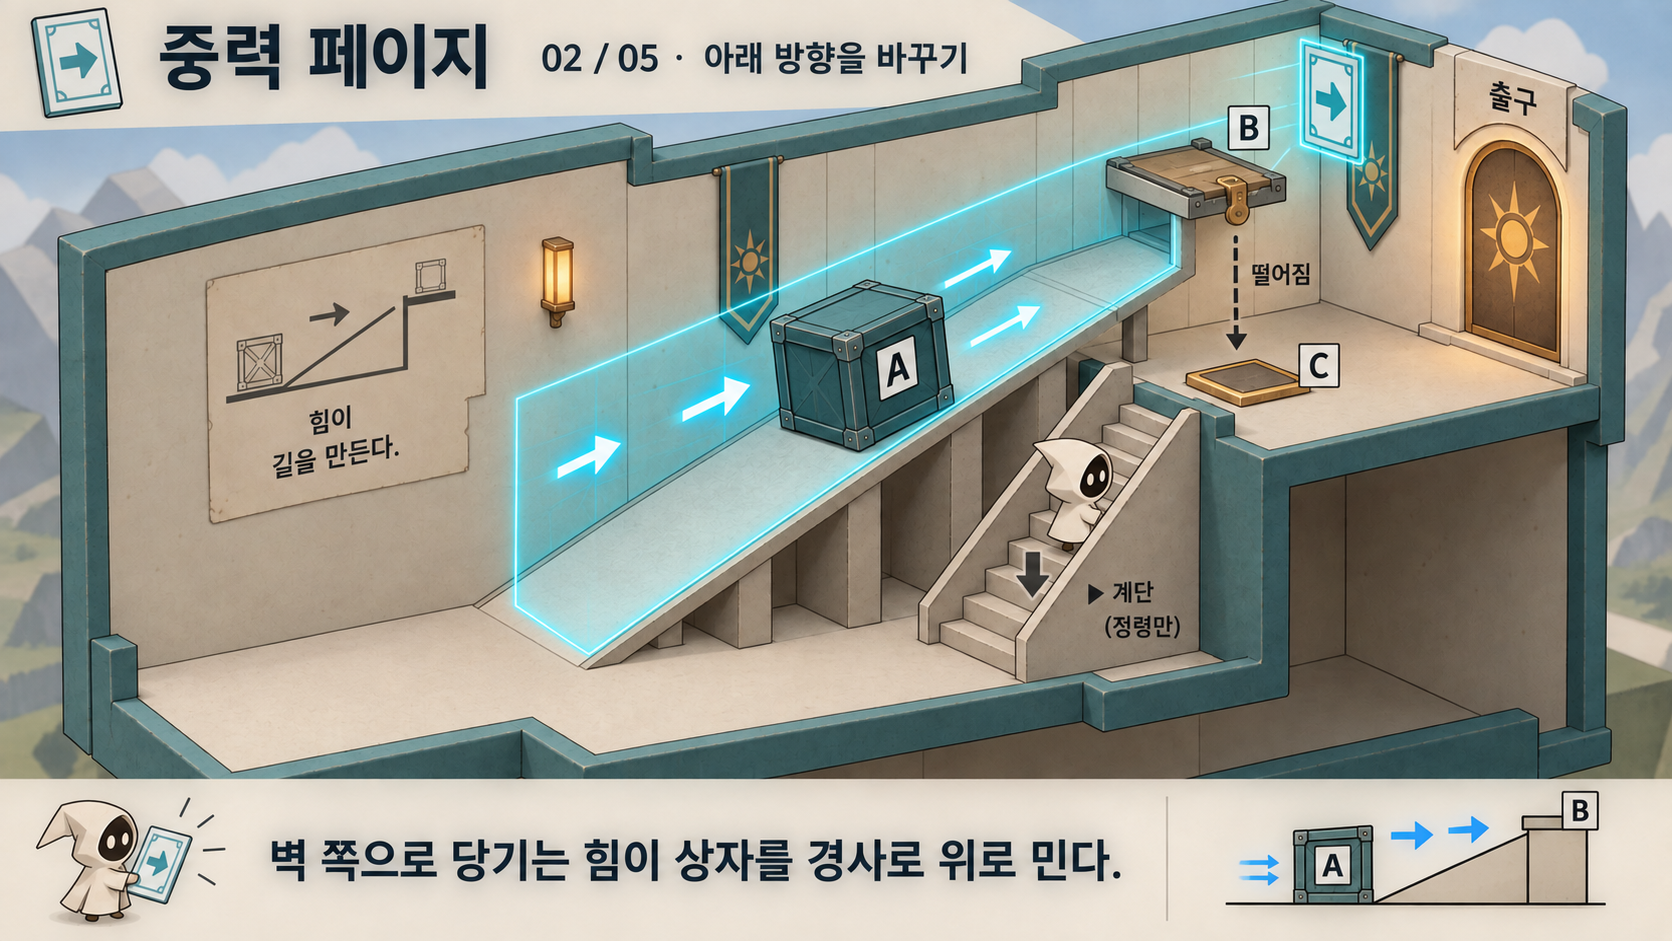 중력 페이지
02 / 05 · 아래 방향을 바꾸기
출구
B
떨어짐
C
A
힘이
길을 만든다.
▶ 계단
(정령만)
벽 쪽으로 당기는 힘이 상자를 경사로 위로 민다.
B
A